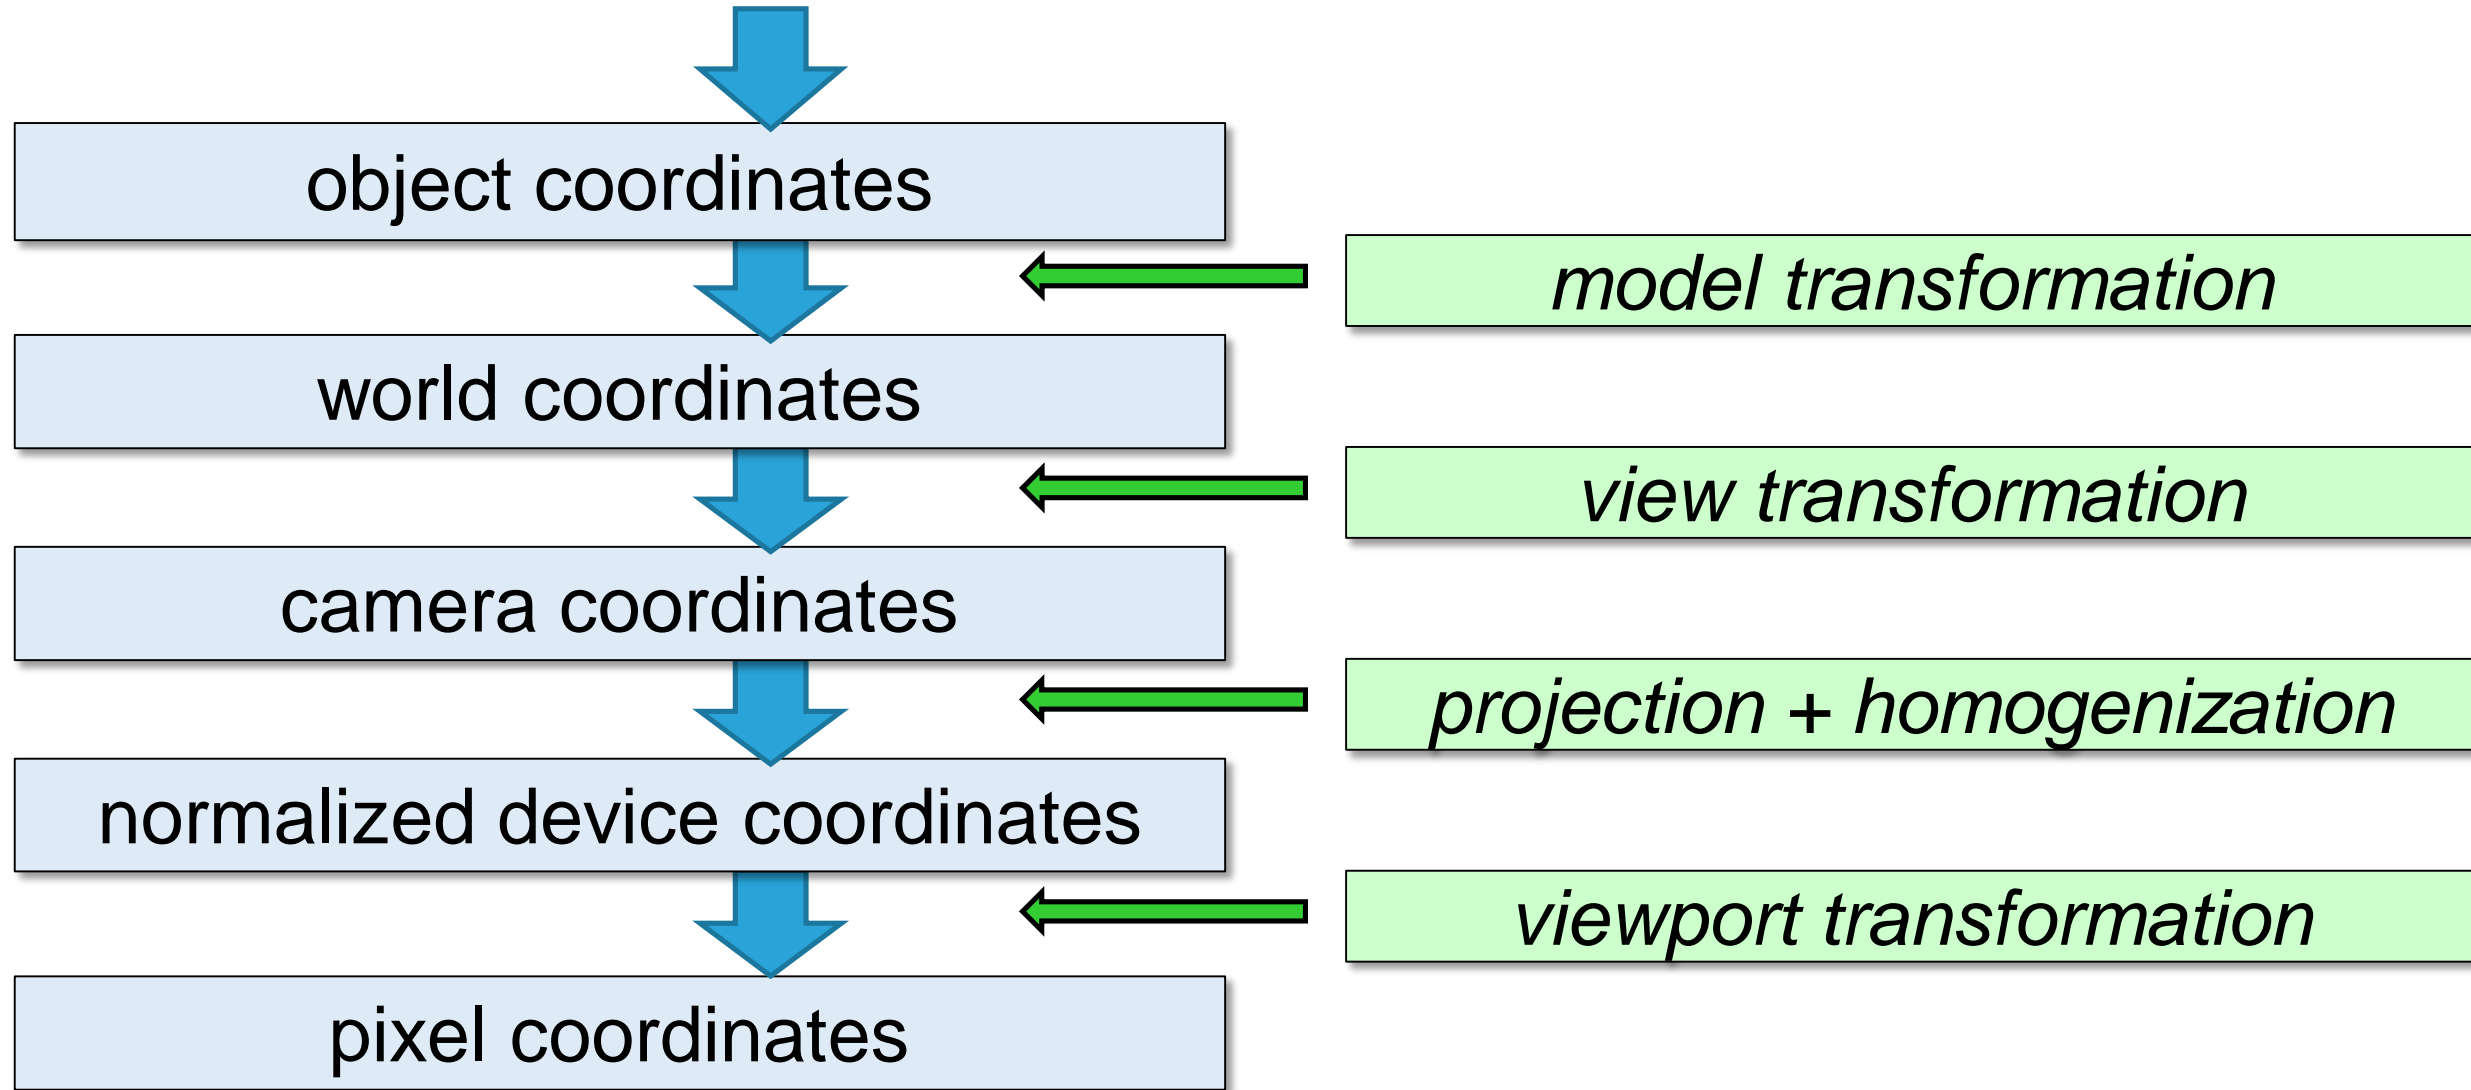 object coordinates
model transformation
world coordinates
view transformation
camera coordinates
projection + homogenization
normalized device coordinates
viewport transformation
pixel coordinates